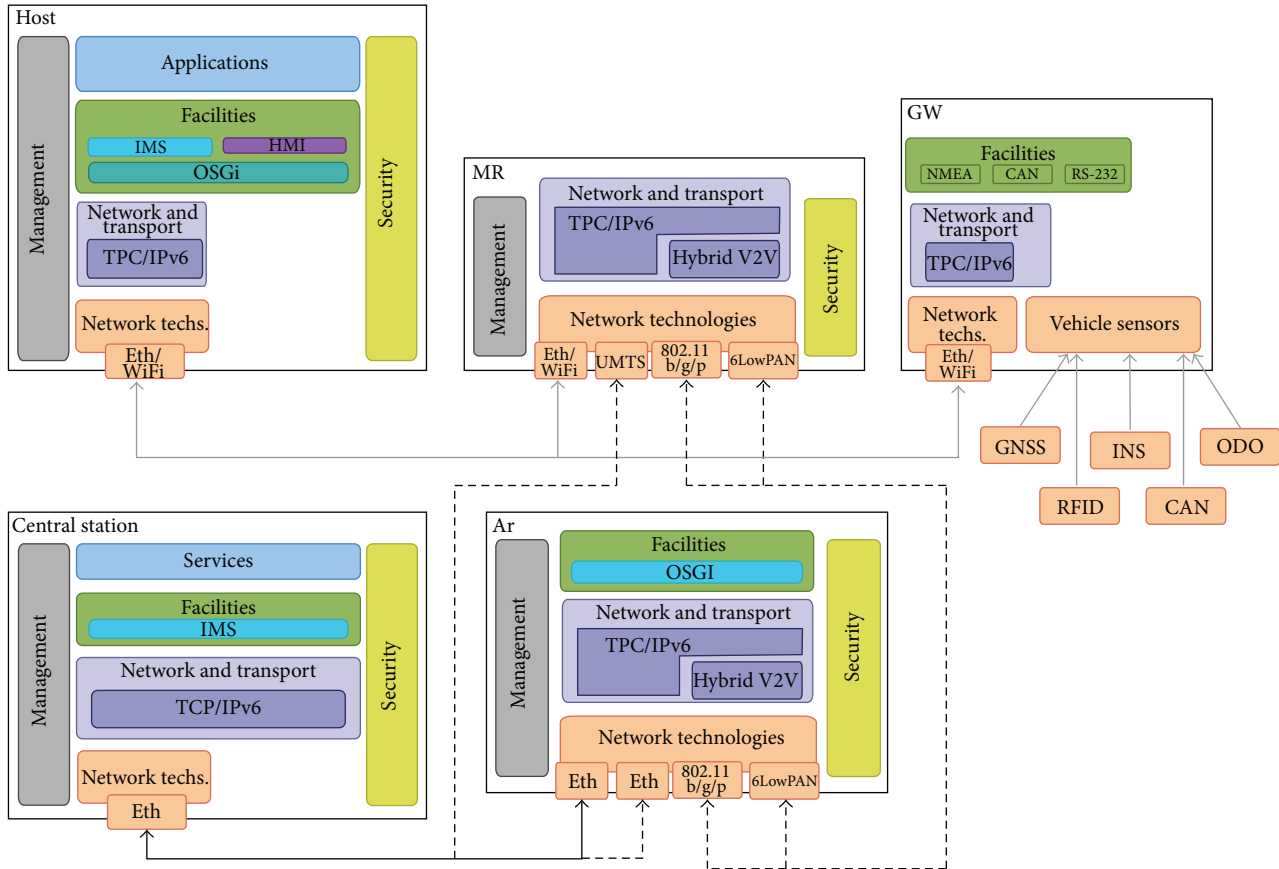 Host
Management
Applications
Facilities
IMS
HMI
OSGi
Network and
transport
TPC/IPv6
Network techs.
Eth/
WiFi
Security
MR
Management
Network and transport
TPC/IPv6
Hybrid V2V
Network technologies
Eth/
WiFi
UMTS
802.11
b/g/p
6LowPAN
Security
GW
Facilities
NMEA
CAN
RS-232
Network and
transport
TPC/IPv6
Network
techs.
Eth/
WiFi
Vehicle sensors
GNSS
RFID
INS
CAN
ODO
Central station
Management
Services
Facilities
IMS
Network and transport
TCP/IPv6
Network techs.
Eth
Security
Ar
Management
Facilities
OSGI
Network and transport
TPC/IPv6
Hybrid V2V
Network technologies
Eth
Eth
802.11
b/g/p
6LowPAN
Security